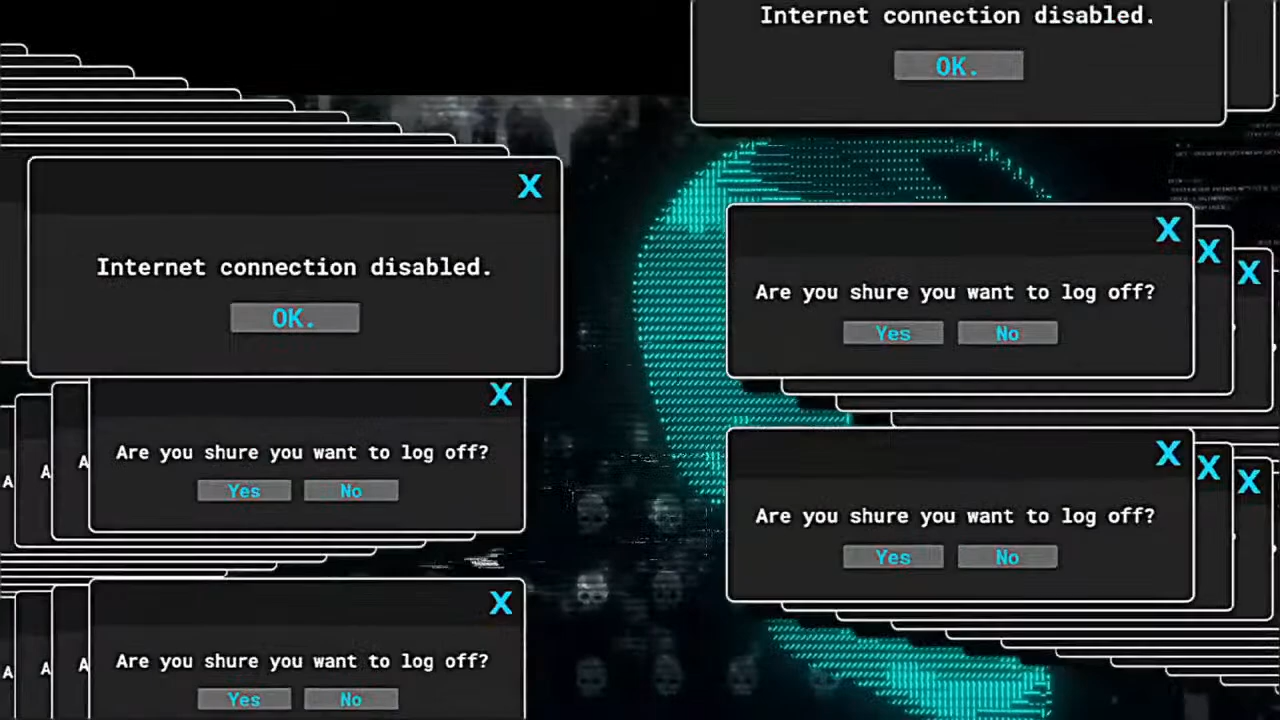 Internet connection disabled.
OK.
X
Internet connection disabled.
OK.
X
X
X
Are you shure you want to log off?
Yes No
X
Are you shure you want to log off?
Yes No
A
A
A
X
X
X
Are you shure you want to log off?
Yes No
X
Are you shure you want to log off?
Yes No
A
A
A